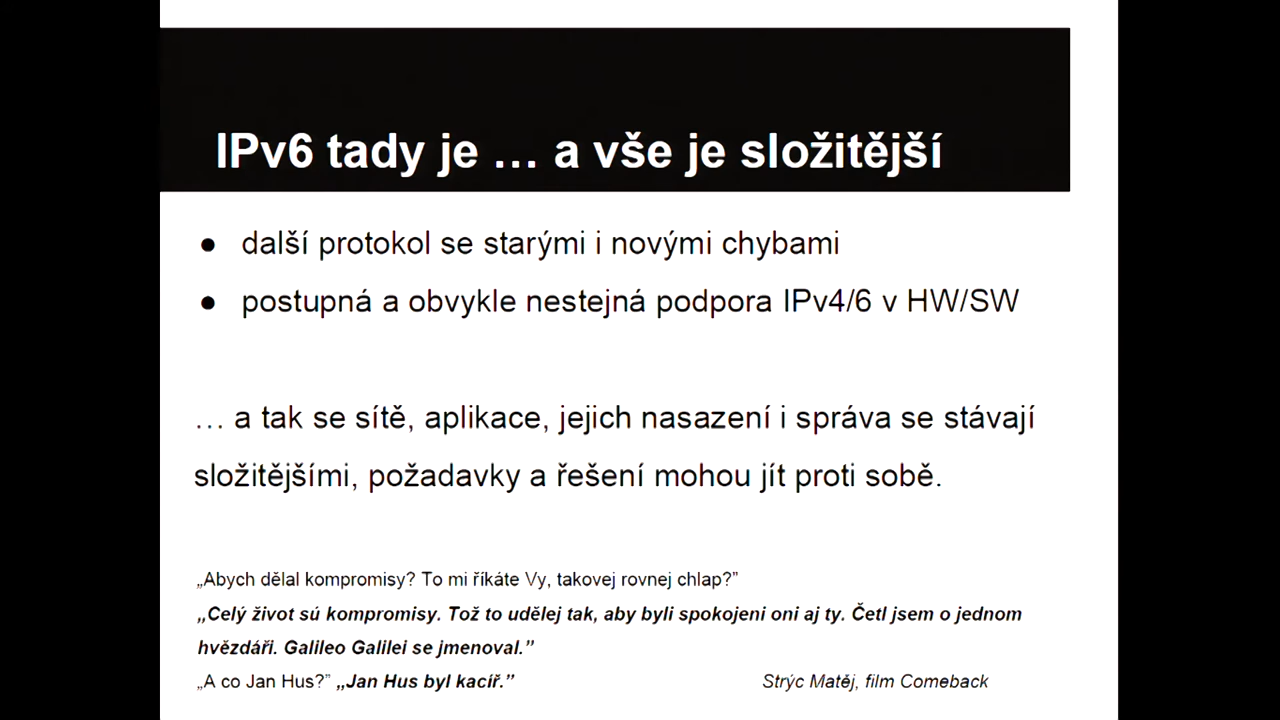 IPv6 tady je … a vše je složitější
● další protokol se starými i novými chybami
● postupná a obvykle nestejná podpora IPv4/6 v HW/SW
… a tak se sítě, aplikace, jejich nasazení i správa se stávají
složitějšími, požadavky a řešení mohou jít proti sobě.
„Abych dělal kompromisy? To mi říkáte Vy, takovej rovnej chlap?”
„Celý život sú kompromisy. Tož to udělej tak, aby byli spokojeni oni aj ty. Četl jsem o jednom
hvězdáři. Galileo Galilei se jmenoval.”
„A co Jan Hus?” „Jan Hus byl kacíř.” Strýc Matěj, film Comeback